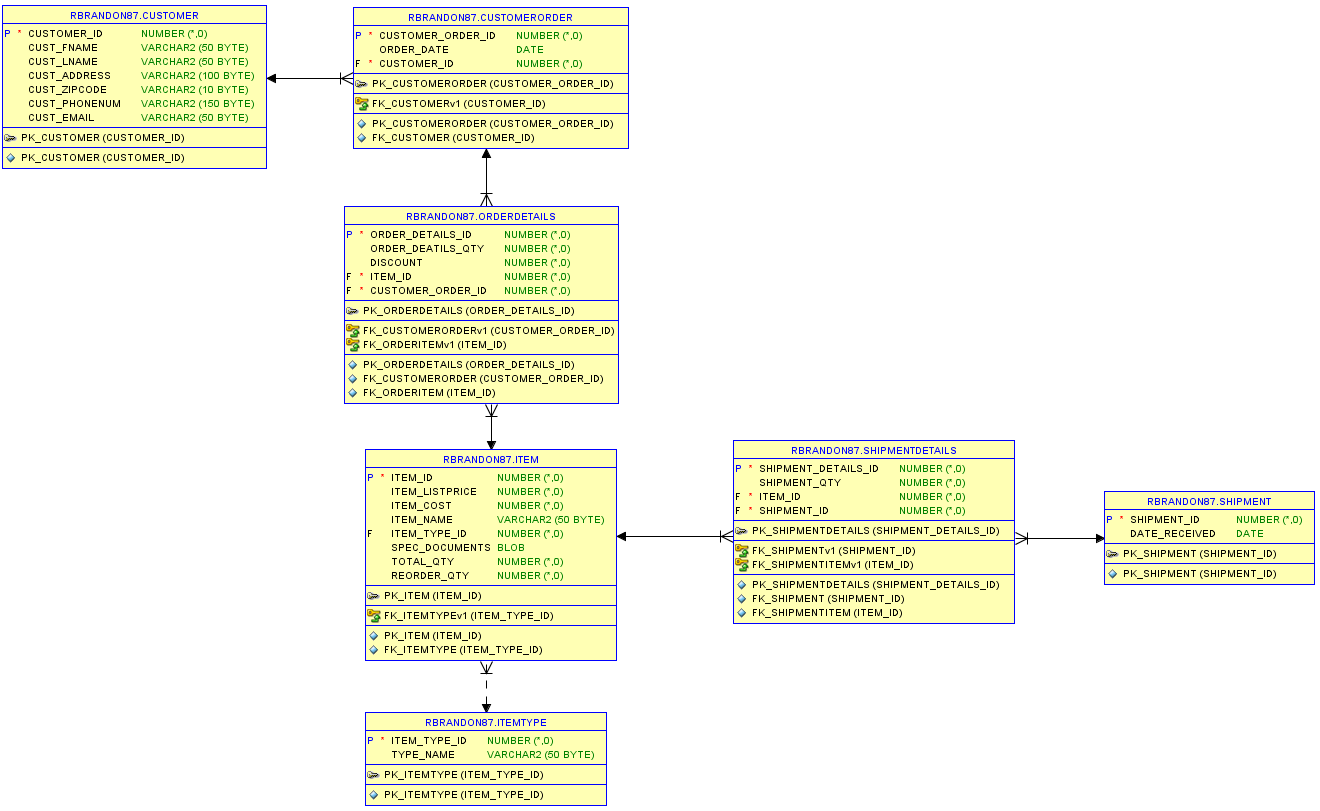 RBRANDON87.CUSTOMER
P * CUSTOMER_ID NUMBER (*,0)
CUST_FNAME VARCHAR2 (50 BYTE)
CUST_LNAME VARCHAR2 (50 BYTE)
CUST_ADDRESS VARCHAR2 (100 BYTE)
CUST_ZIPCODE VARCHAR2 (10 BYTE)
CUST_PHONENUM VARCHAR2 (150 BYTE)
CUST_EMAIL VARCHAR2 (50 BYTE)
PK_CUSTOMER (CUSTOMER_ID)
PK_CUSTOMER (CUSTOMER_ID)
RBRANDON87.CUSTOMERORDER
P * CUSTOMER_ORDER_ID NUMBER (*,0)
ORDER_DATE DATE
F * CUSTOMER_ID NUMBER (*,0)
PK_CUSTOMERORDER (CUSTOMER_ORDER_ID)
FK_CUSTOMERv1 (CUSTOMER_ID)
PK_CUSTOMERORDER (CUSTOMER_ORDER_ID)
FK_CUSTOMER (CUSTOMER_ID)
RBRANDON87.ORDERDETAILS
P * ORDER_DETAILS_ID NUMBER (*,0)
ORDER_DEATILS_QTY NUMBER (*,0)
DISCOUNT NUMBER (*,0)
F * ITEM_ID NUMBER (*,0)
F * CUSTOMER_ORDER_ID NUMBER (*,0)
PK_ORDERDETAILS (ORDER_DETAILS_ID)
FK_CUSTOMERORDERv1 (CUSTOMER_ORDER_ID)
FK_ORDERITEMv1 (ITEM_ID)
PK_ORDERDETAILS (ORDER_DETAILS_ID)
FK_CUSTOMERORDER (CUSTOMER_ORDER_ID)
FK_ORDERITEM (ITEM_ID)
RBRANDON87.ITEM
P * ITEM_ID NUMBER (*,0)
ITEM_LISTPRICE NUMBER (*,0)
ITEM_COST NUMBER (*,0)
ITEM_NAME VARCHAR2 (50 BYTE)
F ITEM_TYPE_ID NUMBER (*,0)
SPEC_DOCUMENTS BLOB
TOTAL_QTY NUMBER (*,0)
REORDER_QTY NUMBER (*,0)
PK_ITEM (ITEM_ID)
FK_ITEMTYPEv1 (ITEM_TYPE_ID)
PK_ITEM (ITEM_ID)
FK_ITEMTYPE (ITEM_TYPE_ID)
RBRANDON87.SHIPMENTDETAILS
P * SHIPMENT_DETAILS_ID NUMBER (*,0)
SHIPMENT_QTY NUMBER (*,0)
F * ITEM_ID NUMBER (*,0)
F * SHIPMENT_ID NUMBER (*,0)
PK_SHIPMENTDETAILS (SHIPMENT_DETAILS_ID)
FK_SHIPMENTv1 (SHIPMENT_ID)
FK_SHIPMENTITEMv1 (ITEM_ID)
PK_SHIPMENTDETAILS (SHIPMENT_DETAILS_ID)
FK_SHIPMENT (SHIPMENT_ID)
FK_SHIPMENTITEM (ITEM_ID)
RBRANDON87.SHIPMENT
P * SHIPMENT_ID NUMBER (*,0)
DATE_RECEIVED DATE
PK_SHIPMENT (SHIPMENT_ID)
PK_SHIPMENT (SHIPMENT_ID)
RBRANDON87.ITEMTYPE
P * ITEM_TYPE_ID NUMBER (*,0)
TYPE_NAME VARCHAR2 (50 BYTE)
PK_ITEMTYPE (ITEM_TYPE_ID)
PK_ITEMTYPE (ITEM_TYPE_ID)